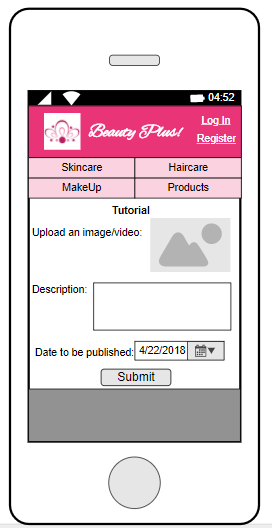 04:52
Beauty Plus!
Log In
Register
Skincare
Haircare
MakeUp
Products
Tutorial
Upload an image/video:
Description:
Date to be published: 4/22/2018
Submit